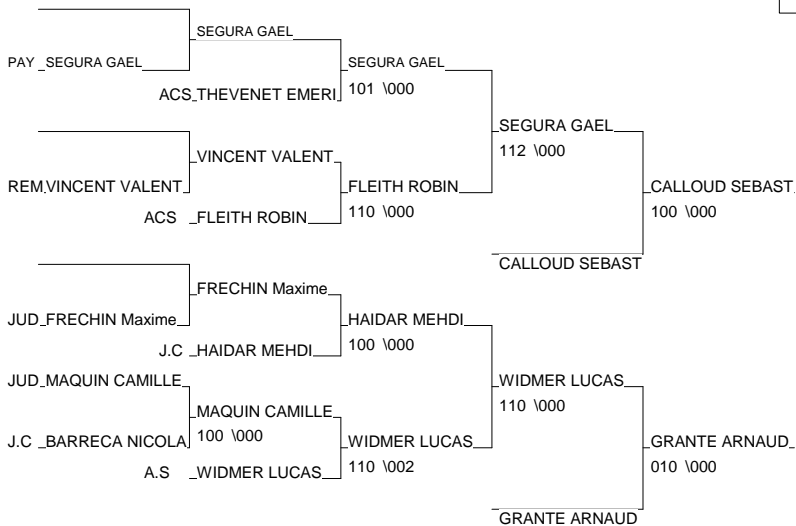 SEGURA GAEL
PAY SEGURA GAEL SEGURA GAEL
ACS THEVENET EMERI 101 \000
SEGURA GAEL
112 \000
VINCENT VALENT
REM VINCENT VALENT FLEITH ROBIN CALLOUD SEBAST
ACS FLEITH ROBIN 110 \000 100 \000
CALLOUD SEBAST
FRECHIN Maxime
JUD FRECHIN Maxime HAIDAR MEHDI
J.C HAIDAR MEHDI 100 \000
JUD MAQUIN CAMILLE WIDMER LUCAS
110 \000
MAQUIN CAMILLE
J.C BARRECA NICOLA 100 \000 WIDMER LUCAS GRANTE ARNAUD
A.S WIDMER LUCAS 110 \002 010 \000
GRANTE ARNAUD